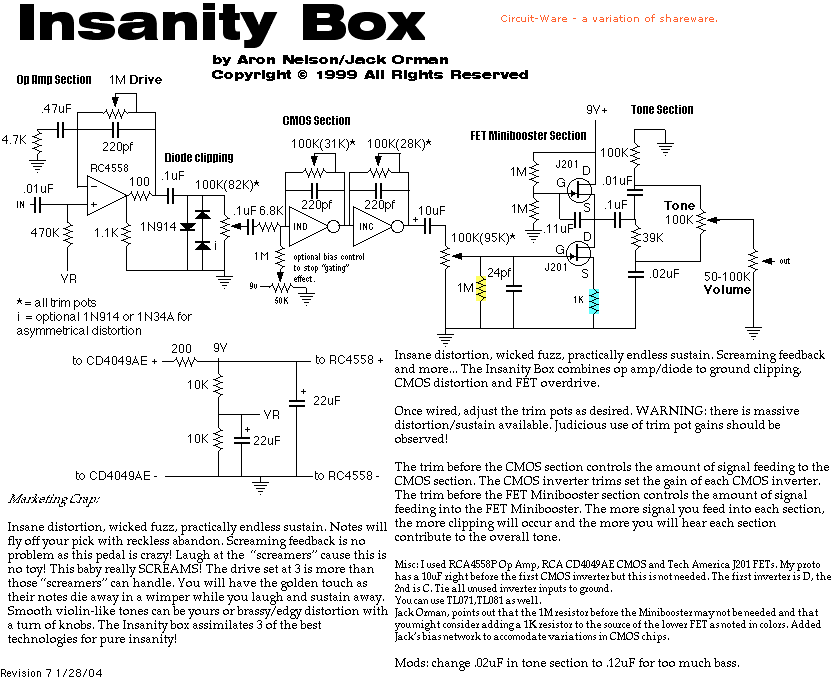 Insanity Box
Circuit-Ware - a variation of shareware.
by Aron Nelson/Jack Orman
Copyright © 1999 All Rights Reserved
Op Amp Section
1M Drive
.47uF
4.7K
220pf
RC4558
.01uF
IN
470K
VR
100
.1uF
1.1K
Diode clipping
100K(82K)*
1N914
i
CMOS Section
100K(31K)*
100K(28K)*
220pf
220pf
.1uF
6.8K
IND
INC
10uF
1M
optional bias control
to stop "gating"
effect.
9v
50K
FET Minibooster Section
9V+
1M
J201
D
G
S
1M
.11uF
.1uF
100K(95K)*
D
G
J201
S
1M
24pf
1K
Tone Section
100K
.01uF
Tone
100K
39K
.02uF
50-100K
Volume
out
* = all trim pots
i = optional 1N914 or 1N34A for
asymmetrical distortion
to CD4049AE +
200
9V
to RC4558 +
10K
VR
22uF
10K
22uF
to CD4049AE -
to RC4558 -
Marketing Crap:
Insane distortion, wicked fuzz, practically endless sustain. Notes will
fly off your pick with reckless abandon. Screaming feedback is no
problem as this pedal is crazy! Laugh at the "screamers" cause this is
no toy! This baby really SCREAMS! The drive set at 3 is more than
those "screamers" can handle. You will have the golden touch as
their notes die away in a wimper while you laugh and sustain away.
Smooth violin-like tones can be yours or brassy/edgy distortion with
a turn of knobs. The Insanity box assimilates 3 of the best
technologies for pure insanity!
Revision 7 1/28/04
Insane distortion, wicked fuzz, practically endless sustain. Screaming feedback
and more... The Insanity Box combines op amp/diode to ground clipping,
CMOS distortion and FET overdrive.
Once wired, adjust the trim pots as desired. WARNING: there is massive
distortion/sustain available. Judicious use of trim pot gains should be
observed!
The trim before the CMOS section controls the amount of signal feeding to the
CMOS section. The CMOS inverter trims set the gain of each CMOS inverter.
The trim before the FET Minibooster section controls the amount of signal
feeding into the FET Minibooster. The more signal you feed into each section,
the more clipping will occur and the more you will hear each section
contribute to the overall tone.
Misc: I used RCA4558P Op Amp, RCA CD4049AE CMOS and Tech America J201 FETs. My proto
has a 10uF right before the first CMOS inverter but this is not needed. The first inverter is D, the
2nd is C. Tie all unused inverter inputs to ground.
You can use TL071,TL081 as well.
Jack Orman, points out that the 1M resistor before the Minibooster may not be needed and that
you might consider adding a 1K resistor to the source of the lower FET as noted in colors. Added
Jack's bias network to accomodate variations in CMOS chips.
Mods: change .02uF in tone section to .12uF for too much bass.